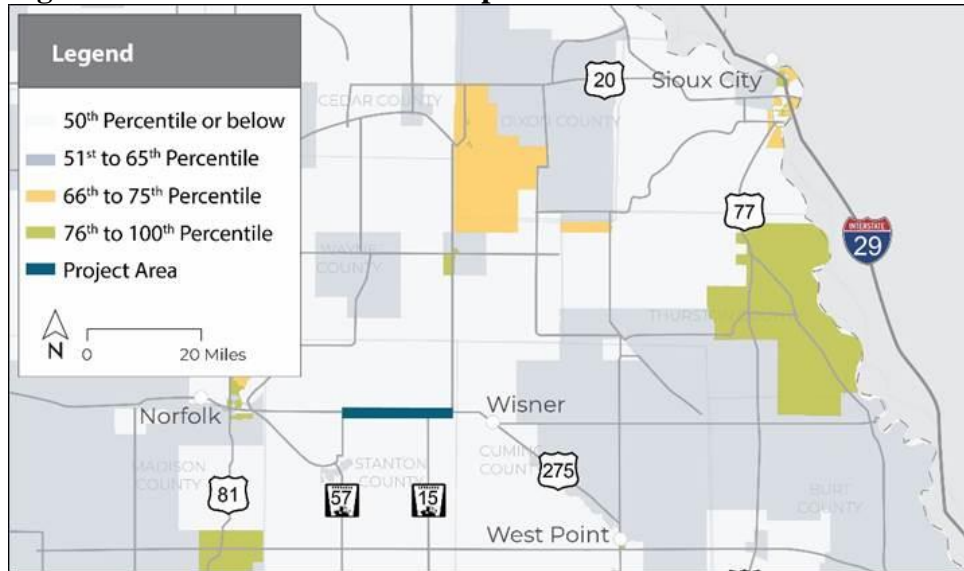 Legend
50th Percentile or below
51st to 65th Percentile
66th to 75th Percentile
76th to 100th Percentile
Project Area
N
0
20 Miles
CEDAR COUNTY
DIXON COUNTY
20
Sioux City
77
INTERSTATE
29
WAYNE
COUNTY
THURSTON
Norfolk
Wisner
MADISON
COUNTY
STANTON
COUNTY
CUMING
COUNTY
81
57
15
275
BURT
COUNTY
West Point